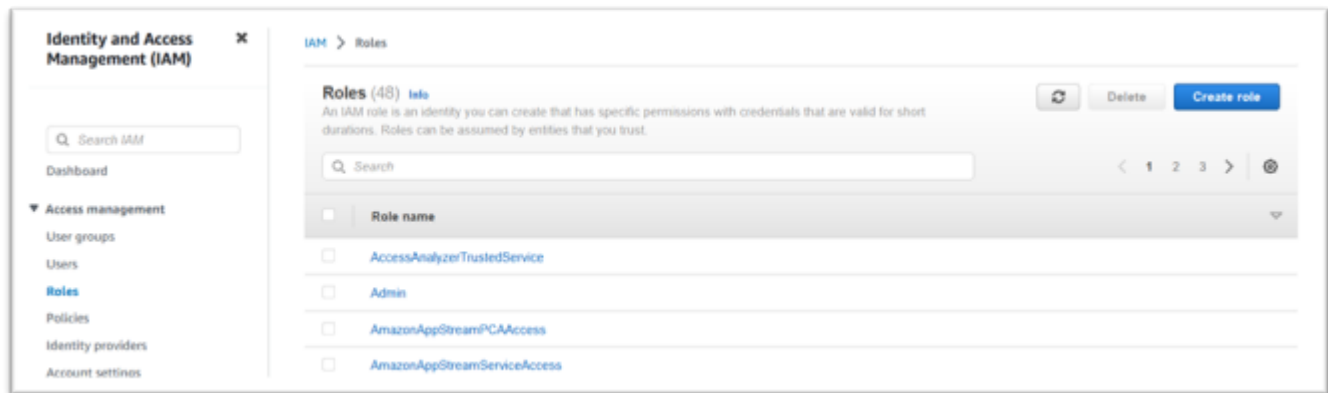 Identity and Access
Management (IAM)
Search IAM
Dashboard
Access management
User groups
Users
Roles
Policies
Identity providers
Account settings
IAM > Roles
Roles (48) Info
An IAM role is an identity you can create that has specific permissions with credentials that are valid for short
durations. Roles can be assumed by entities that you trust.
Delete
Create role
Search
1 2 3
Role name
AccessAnalyzerTrustedService
Admin
AmazonAppStreamPCAAccess
AmazonAppStreamServiceAccess